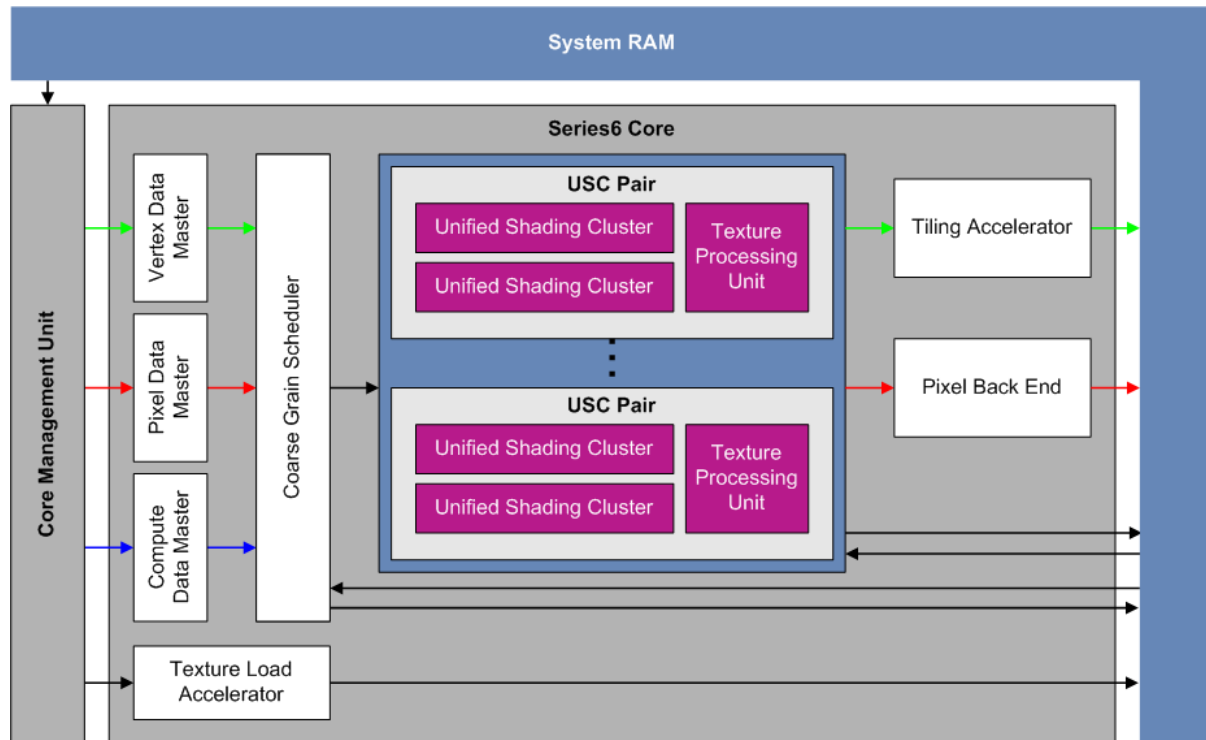 System RAM
Core Management Unit
Series6 Core
Vertex Data
Master
Pixel Data
Master
Compute
Data Master
Coarse Grain Scheduler
USC Pair
Unified Shading Cluster
Unified Shading Cluster
Texture
Processing
Unit
USC Pair
Unified Shading Cluster
Unified Shading Cluster
Texture
Processing
Unit
Tiling Accelerator
Pixel Back End
Texture Load
Accelerator